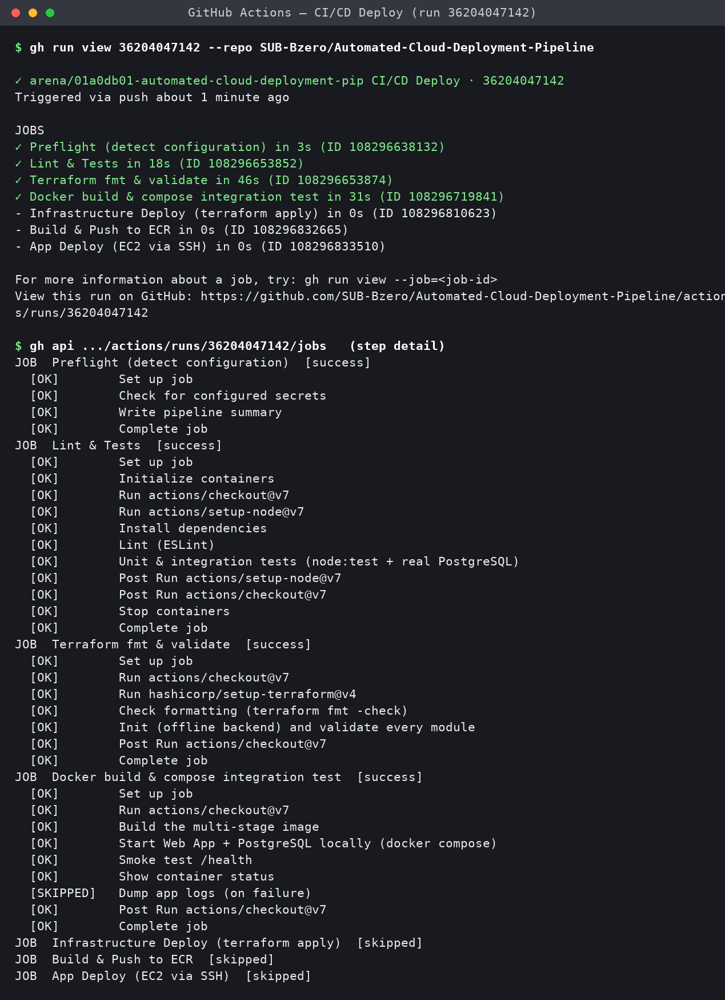 GitHub Actions — CI/CD Deploy (run 36204047142)
$ gh run view 36204047142 --repo SUB-Bzero/Automated-Cloud-Deployment-Pipeline
✓ arena/01a0db01-automated-cloud-deployment-pip CI/CD Deploy · 36204047142
Triggered via push about 1 minute ago
JOBS
✓ Preflight (detect configuration) in 3s (ID 108296638132)
✓ Lint & Tests in 18s (ID 108296653852)
✓ Terraform fmt & validate in 46s (ID 108296653874)
✓ Docker build & compose integration test in 31s (ID 108296719841)
- Infrastructure Deploy (terraform apply) in 0s (ID 108296810623)
- Build & Push to ECR in 0s (ID 108296832665)
- App Deploy (EC2 via SSH) in 0s (ID 108296833510)
For more information about a job, try: gh run view --job=<job-id>
View this run on GitHub: https://github.com/SUB-Bzero/Automated-Cloud-Deployment-Pipeline/action
s/runs/36204047142
$ gh api .../actions/runs/36204047142/jobs   (step detail)
JOB  Preflight (detect configuration)  [success]
  [OK]        Set up job
  [OK]        Check for configured secrets
  [OK]        Write pipeline summary
  [OK]        Complete job
JOB  Lint & Tests  [success]
  [OK]        Set up job
  [OK]        Initialize containers
  [OK]        Run actions/checkout@v7
  [OK]        Run actions/setup-node@v7
  [OK]        Install dependencies
  [OK]        Lint (ESLint)
  [OK]        Unit & integration tests (node:test + real PostgreSQL)
  [OK]        Post Run actions/setup-node@v7
  [OK]        Post Run actions/checkout@v7
  [OK]        Stop containers
  [OK]        Complete job
JOB  Terraform fmt & validate  [success]
  [OK]        Set up job
  [OK]        Run actions/checkout@v7
  [OK]        Run hashicorp/setup-terraform@v4
  [OK]        Check formatting (terraform fmt -check)
  [OK]        Init (offline backend) and validate every module
  [OK]        Post Run actions/checkout@v7
  [OK]        Complete job
JOB  Docker build & compose integration test  [success]
  [OK]        Set up job
  [OK]        Run actions/checkout@v7
  [OK]        Build the multi-stage image
  [OK]        Start Web App + PostgreSQL locally (docker compose)
  [OK]        Smoke test /health
  [OK]        Show container status
  [SKIPPED]   Dump app logs (on failure)
  [OK]        Post Run actions/checkout@v7
  [OK]        Complete job
JOB  Infrastructure Deploy (terraform apply)  [skipped]
JOB  Build & Push to ECR  [skipped]
JOB  App Deploy (EC2 via SSH)  [skipped]